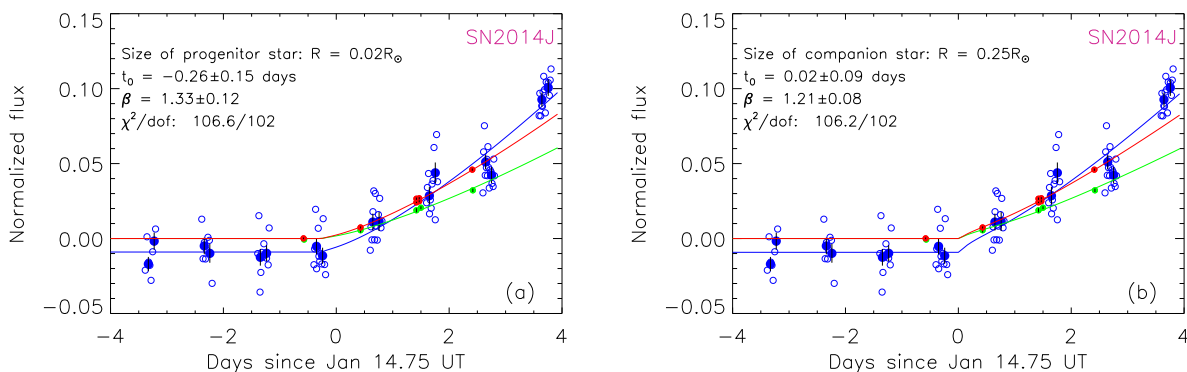 SN2014J
Size of progenitor star: R = 0.02R☉
t₀ = −0.26±0.15 days
β = 1.33±0.12
χ²/dof: 106.6/102
Normalized flux
0.15
0.10
0.05
0.00
−0.05
(a)
−4 −2 0 2 4
Days since Jan 14.75 UT
SN2014J
Size of companion star: R = 0.25R☉
t₀ = 0.02±0.09 days
β = 1.21±0.08
χ²/dof: 106.2/102
Normalized flux
0.15
0.10
0.05
0.00
−0.05
(b)
−4 −2 0 2 4
Days since Jan 14.75 UT